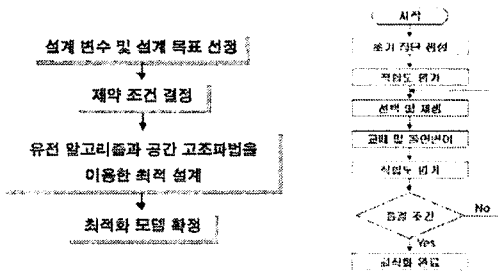 설계 변수 및 설계 목표 선정
제약 조건 결정
유전 알고리즘과 공간 고조파법을
이용한 최적 설계
최적화 모델 확정
시작
초기 집단 생성
적합도 평가
선택 및 재생
교배 및 돌연변이
적합도 평가
종결 조건
No
Yes
최적화 완료